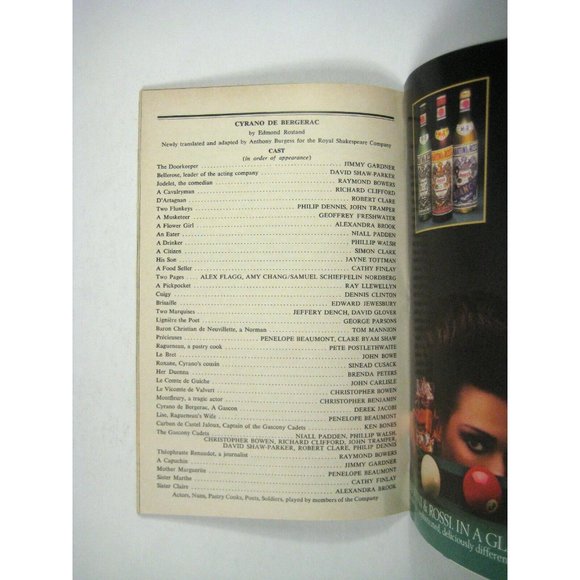 CYRANO DE BERGERAC
by Edmond Rostand
Newly translated and adapted by Anthony Burgess for the Royal Shakespeare Company
CAST
(in order of appearance)
The Doorkeeper JIMMY GARDNER
Bellerose, leader of the acting company DAVID SHAW-PARKER
Jodelet, the comedian RAYMOND BOWERS
A Cavalryman RICHARD CLIFFORD
D'Artagnan ROBERT CLARE
Two Flunkeys PHILIP DENNIS, JOHN TRAMPER
A Musketeer GEOFFREY FRESHWATER
A Flower Girl ALEXANDRA BROOK
An Eater NIALL PADDEN
A Drinker PHILLIP WALSH
A Citizen SIMON CLARK
His Son JAYNE TOTTMAN
A Food Seller CATHY FINLAY
Two Pages ALEX FLAGG, AMY CHANG/SAMUEL SCHIEFFELIN NORDBERG
A Pickpocket RAY LLEWELLYN
Cuigy DENNIS CLINTON
Brissaille EDWARD JEWESBURY
Two Marquises JEFFERY DENCH, DAVID GLOVER
Lignière the Poet GEORGE PARSONS
Baron Christian de Neuvillette, a Norman TOM MANNION
Précieuses PENELOPE BEAUMONT, CLARE BYAM SHAW
Ragueneau, a pastry cook PETE POSTLETHWAITE
Le Bret JOHN BOWE
Roxane, Cyrano's cousin SINEAD CUSACK
Her Duenna BRENDA PETERS
Le Comte de Guiche JOHN CARLISLE
Le Vicomte de Valvert CHRISTOPHER BOWEN
Montfleury, a tragic actor CHRISTOPHER BENJAMIN
Cyrano de Bergerac, A Gascon DEREK JACOBI
Lise, Ragueneau's Wife PENELOPE BEAUMONT
Carbon de Castel Jaloux, Captain of the Gascony Cadets KEN BONES
The Gascony Cadets NIALL PADDEN, PHILLIP WALSH,
CHRISTOPHER BOWEN, RICHARD CLIFFORD, JOHN TRAMPER,
DAVID SHAW-PARKER, ROBERT CLARE, PHILIP DENNIS
Théophraste Renaudot, a journalist RAYMOND BOWERS
A Capuchin JIMMY GARDNER
Mother Marguerite PENELOPE BEAUMONT
Sister Marthe CATHY FINLAY
Sister Claire ALEXANDRA BROOK
Actors, Nuns, Pastry Cooks, Poets, Soldiers, played by members of the Company
& ROSSI. IN A GL
deliciously differen